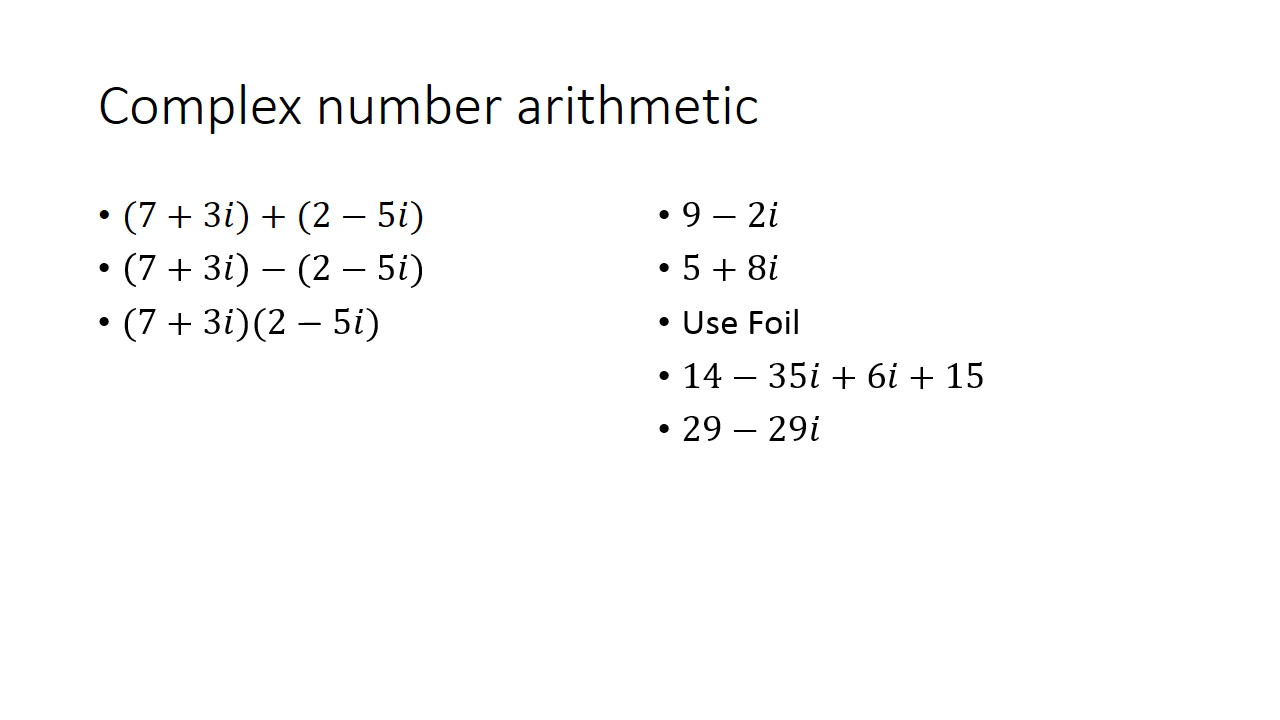 Complex number arithmetic
• (7 + 3i) + (2 − 5i)
• (7 + 3i) − (2 − 5i)
• (7 + 3i)(2 − 5i)
• 9 − 2i
• 5 + 8i
• Use Foil
• 14 − 35i + 6i + 15
• 29 − 29i